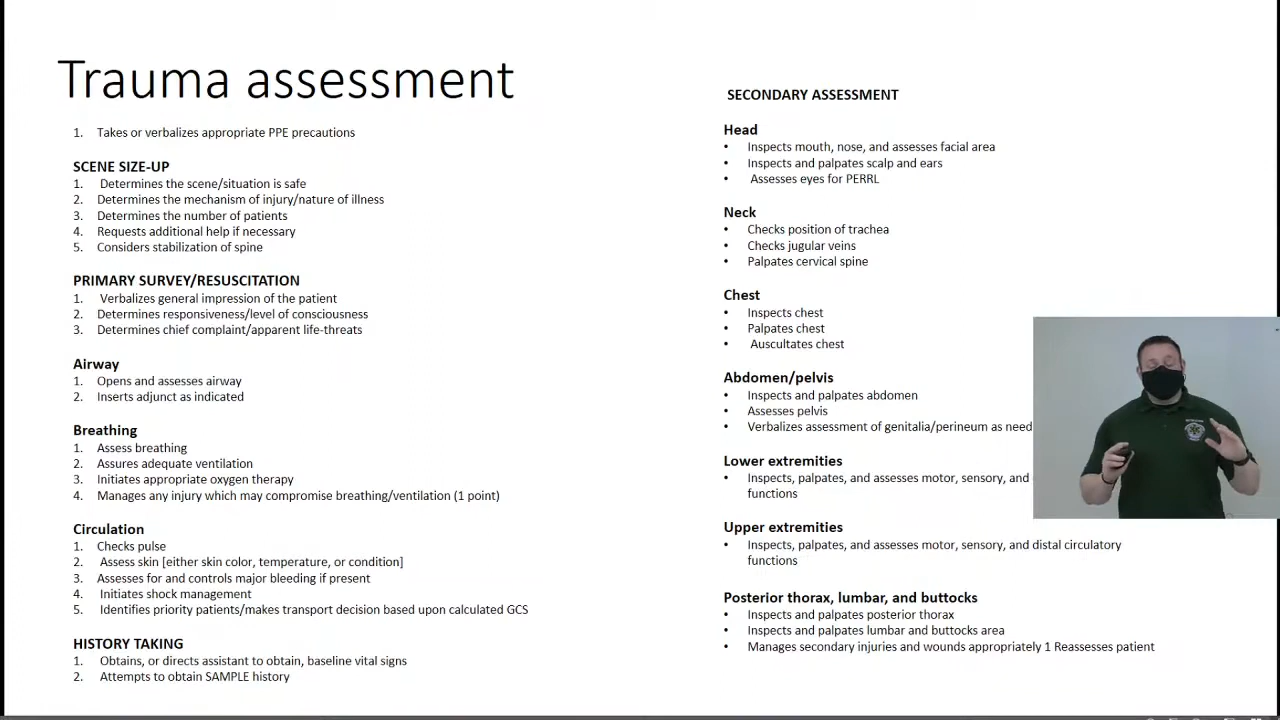 Trauma assessment
1. Takes or verbalizes appropriate PPE precautions
SCENE SIZE-UP
1. Determines the scene/situation is safe
2. Determines the mechanism of injury/nature of illness
3. Determines the number of patients
4. Requests additional help if necessary
5. Considers stabilization of spine
PRIMARY SURVEY/RESUSCITATION
1. Verbalizes general impression of the patient
2. Determines responsiveness/level of consciousness
3. Determines chief complaint/apparent life-threats
Airway
1. Opens and assesses airway
2. Inserts adjunct as indicated
Breathing
1. Assess breathing
2. Assures adequate ventilation
3. Initiates appropriate oxygen therapy
4. Manages any injury which may compromise breathing/ventilation (1 point)
Circulation
1. Checks pulse
2. Assess skin [either skin color, temperature, or condition]
3. Assesses for and controls major bleeding if present
4. Initiates shock management
5. Identifies priority patients/makes transport decision based upon calculated GCS
HISTORY TAKING
1. Obtains, or directs assistant to obtain, baseline vital signs
2. Attempts to obtain SAMPLE history
SECONDARY ASSESSMENT
Head
• Inspects mouth, nose, and assesses facial area
• Inspects and palpates scalp and ears
• Assesses eyes for PERRL
Neck
• Checks position of trachea
• Checks jugular veins
• Palpates cervical spine
Chest
• Inspects chest
• Palpates chest
• Auscultates chest
Abdomen/pelvis
• Inspects and palpates abdomen
• Assesses pelvis
• Verbalizes assessment of genitalia/perineum as need
Lower extremities
• Inspects, palpates, and assesses motor, sensory, and
functions
Upper extremities
• Inspects, palpates, and assesses motor, sensory, and distal circulatory
functions
Posterior thorax, lumbar, and buttocks
• Inspects and palpates posterior thorax
• Inspects and palpates lumbar and buttocks area
• Manages secondary injuries and wounds appropriately 1 Reassesses patient